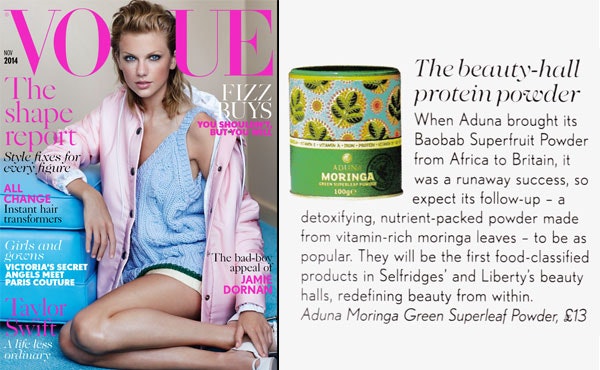 VOGUE
NOV
2014
The
shape
report
Style fixes for
every figure
ALL
CHANGE
Instant hair
transformers
Girls and
gowns
VICTORIA'S SECRET
ANGELS MEET
PARIS COUTURE
Taylor
Swift
A life less
ordinary
FIZZ
BUYS
YOU SHOULDN'T
BUT YOU WILL
The bad-boy
appeal of
JAMIE
DORNAN
ADUNA
MORINGA
GREEN SUPERLEAF POWDER
100g℮
The beauty-hall
protein powder
When Aduna brought its
Baobab Superfruit Powder
from Africa to Britain, it
was a runaway success, so
expect its follow-up – a
detoxifying, nutrient-packed powder made
from vitamin-rich moringa leaves – to be as
popular. They will be the first food-classified
products in Selfridges' and Liberty's beauty
halls, redefining beauty from within.
Aduna Moringa Green Superleaf Powder, £13